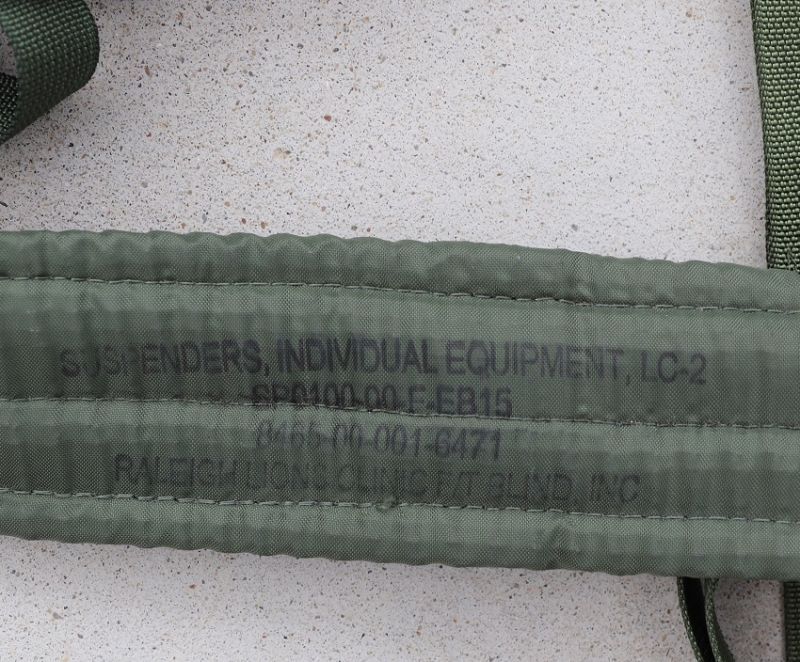 SUSPENDERS, INDIVIDUAL EQUIPMENT, LC-2
SP0100-00-F-EB15
8465-00-001-6471
RALEIGH LIONS CLINIC F/T BLIND, INC